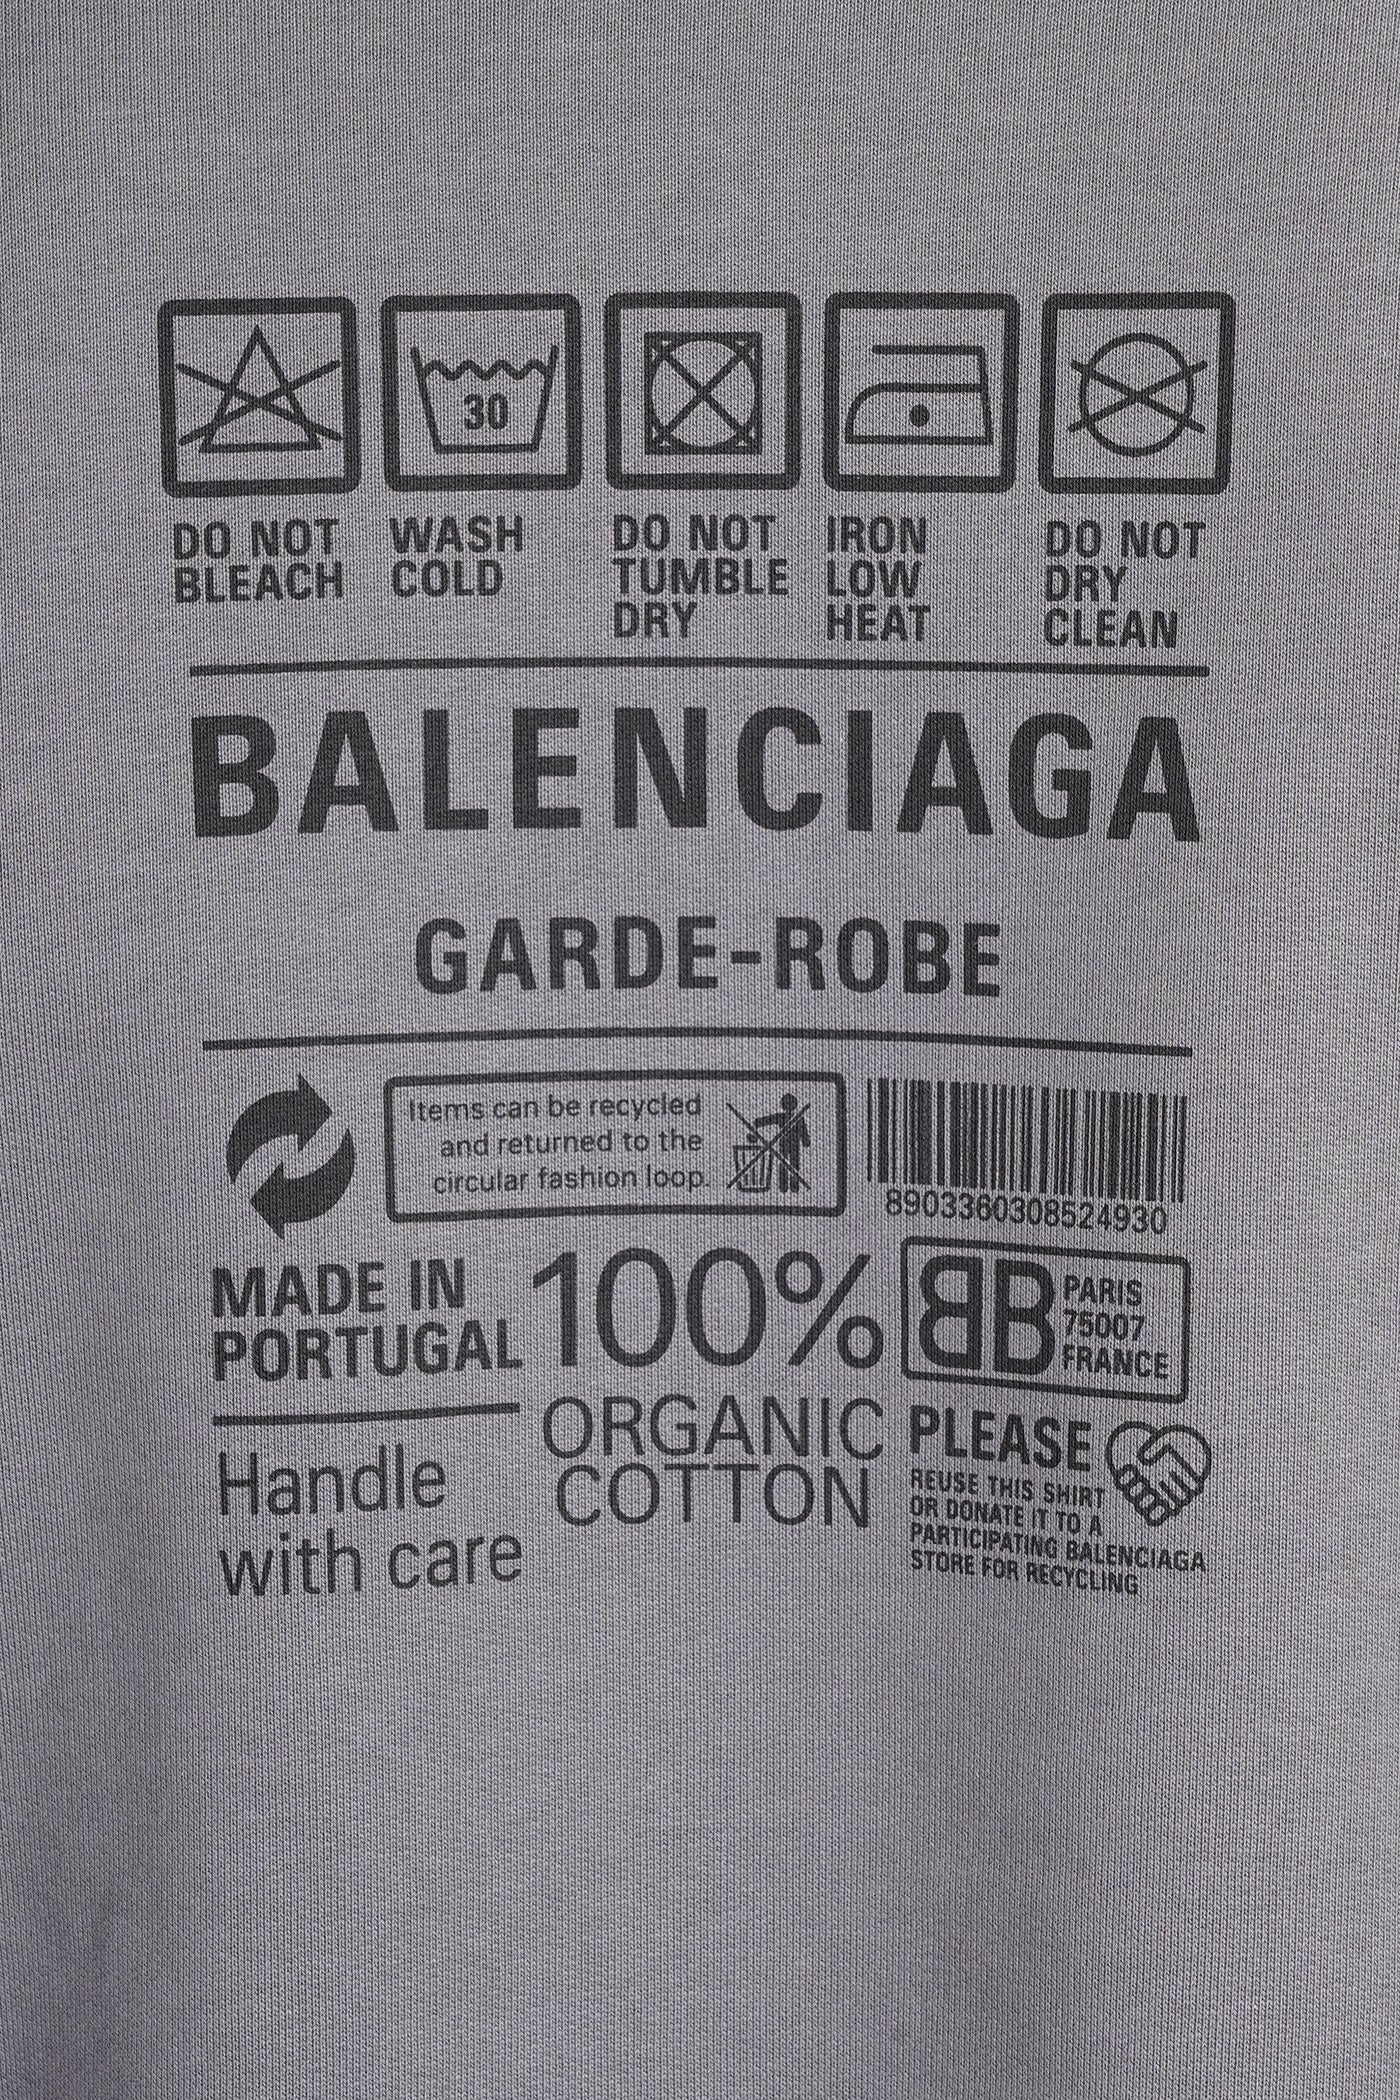 30
DO NOT
BLEACH
WASH
COLD
DO NOT
TUMBLE
DRY
IRON
LOW
HEAT
DO NOT
DRY
CLEAN
BALENCIAGA
GARDE-ROBE
Items can be recycled
and returned to the
circular fashion loop.
8903360308524930
MADE IN
PORTUGAL
Handle
with care
100%
ORGANIC
COTTON
BB
PARIS
75007
FRANCE
PLEASE
REUSE THIS SHIRT
OR DONATE IT TO A
PARTICIPATING BALENCIAGA
STORE FOR RECYCLING